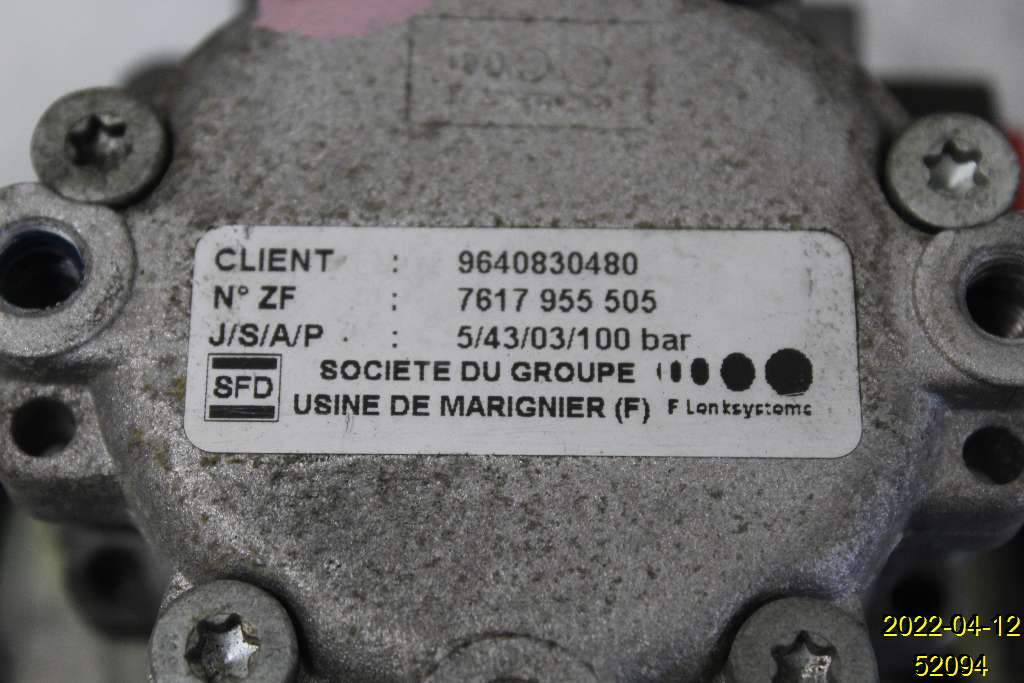 CLIENT : 9640830480
N° ZF : 7617 955 505
J/S/A/P : 5/43/03/100 bar
SFD
SOCIETE DU GROUPE
USINE DE MARIGNIER (F) F Lenksysteme
2022-04-12
52094